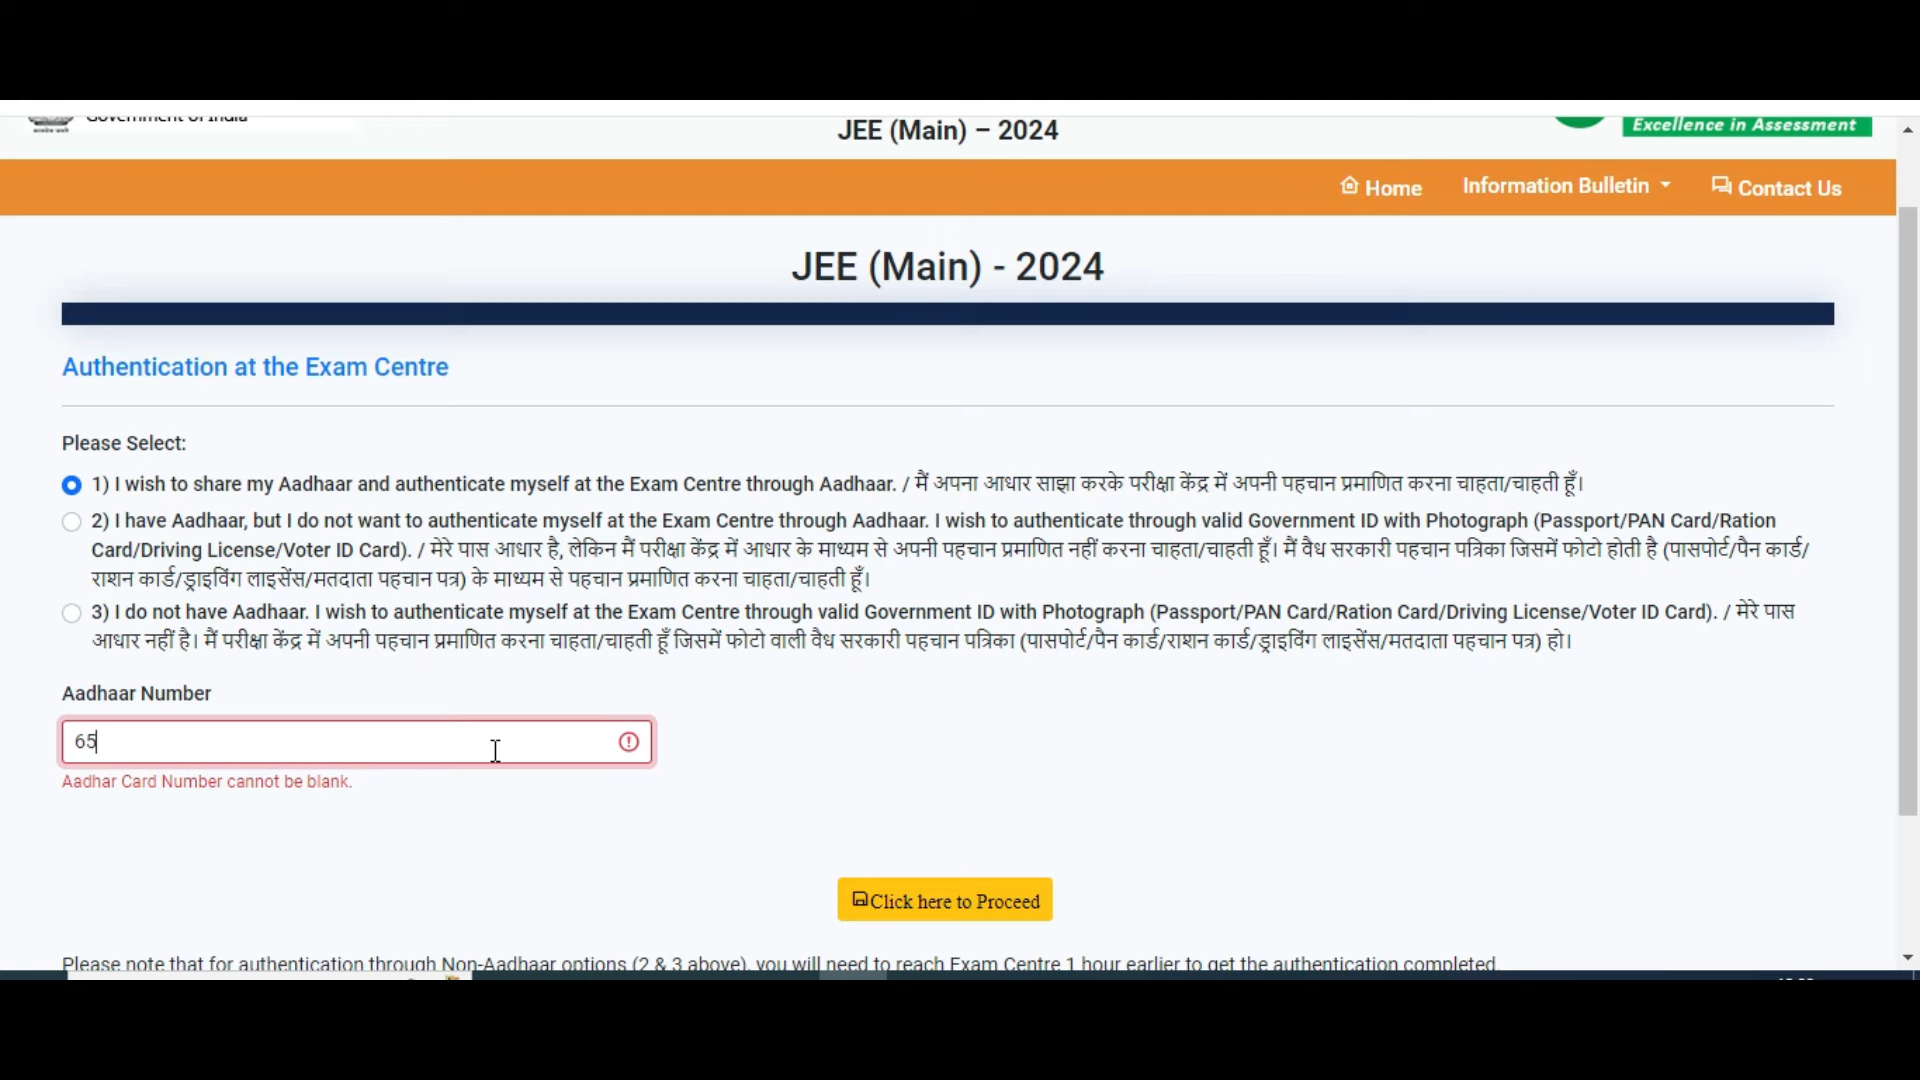 Government of India
JEE (Main) – 2024
Excellence in Assessment
Home
Information Bulletin
Contact Us
JEE (Main) - 2024
Authentication at the Exam Centre
Please Select:
1) I wish to share my Aadhaar and authenticate myself at the Exam Centre through Aadhaar. / मैं अपना आधार साझा करके परीक्षा केंद्र में अपनी पहचान प्रमाणित करना चाहता/चाहती हूँ।
2) I have Aadhaar, but I do not want to authenticate myself at the Exam Centre through Aadhaar. I wish to authenticate through valid Government ID with Photograph (Passport/PAN Card/Ration
Card/Driving License/Voter ID Card). / मेरे पास आधार है, लेकिन मैं परीक्षा केंद्र में आधार के माध्यम से अपनी पहचान प्रमाणित नहीं करना चाहता/चाहती हूँ। मैं वैध सरकारी पहचान पत्रिका जिसमें फोटो होती है (पासपोर्ट/पैन कार्ड/
राशन कार्ड/ड्राइविंग लाइसेंस/मतदाता पहचान पत्र) के माध्यम से पहचान प्रमाणित करना चाहता/चाहती हूँ।
3) I do not have Aadhaar. I wish to authenticate myself at the Exam Centre through valid Government ID with Photograph (Passport/PAN Card/Ration Card/Driving License/Voter ID Card). / मेरे पास
आधार नहीं है। मैं परीक्षा केंद्र में अपनी पहचान प्रमाणित करना चाहता/चाहती हूँ जिसमें फोटो वाली वैध सरकारी पहचान पत्रिका (पासपोर्ट/पैन कार्ड/राशन कार्ड/ड्राइविंग लाइसेंस/मतदाता पहचान पत्र) हो।
Aadhaar Number
65
Aadhar Card Number cannot be blank.
Click here to Proceed
Please note that for authentication through Non-Aadhaar options (2 & 3 above), you will need to reach Exam Centre 1 hour earlier to get the authentication completed.